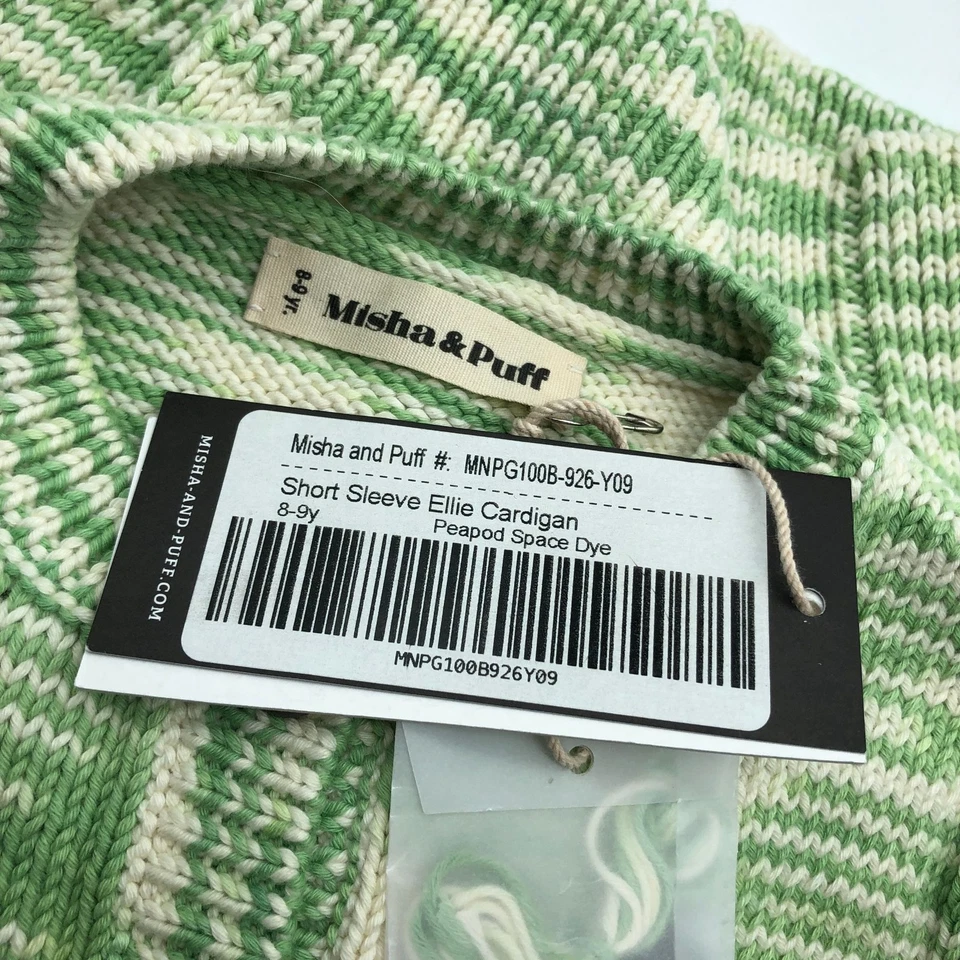 8-9 yr.
Misha&Puff
MISHA-AND-PUFF.COM
Misha and Puff #: MNPG100B-926-Y09
Short Sleeve Ellie Cardigan
8-9y Peapod Space Dye
MNPG100B926Y09